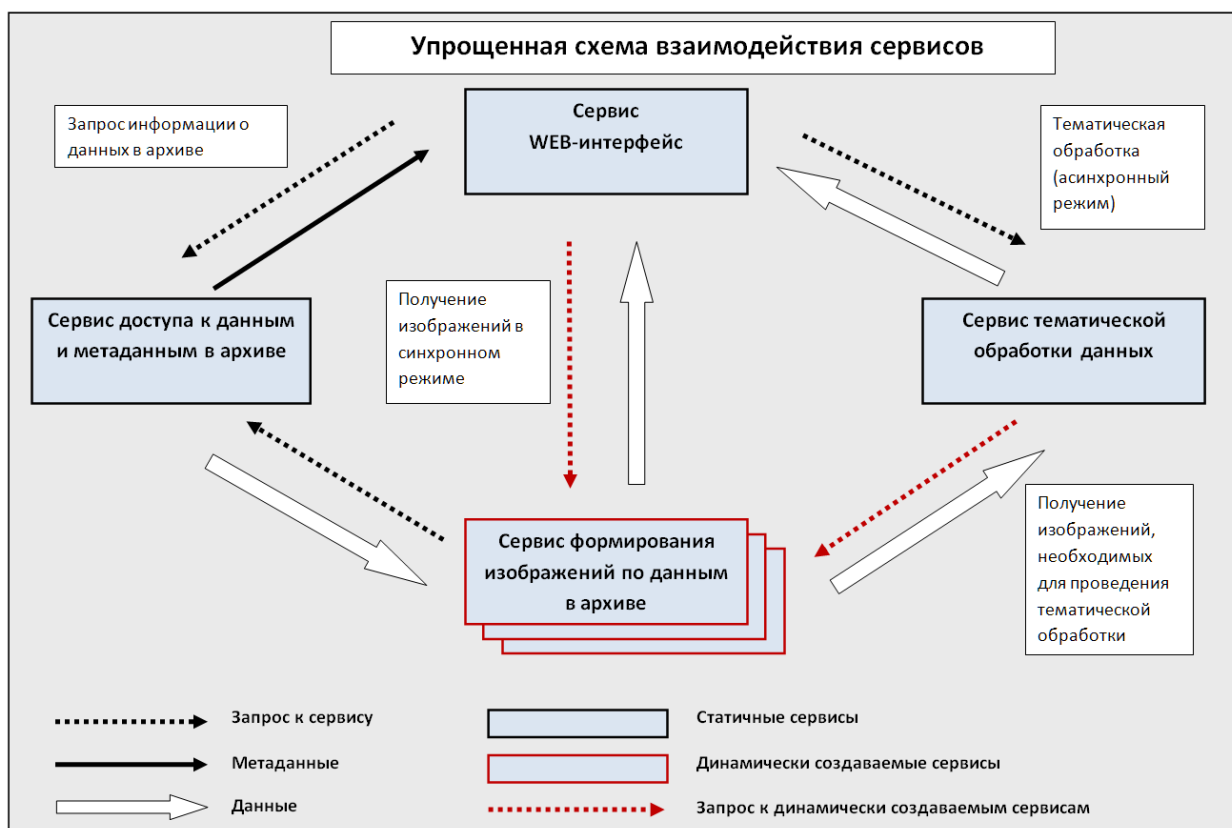 Упрощенная схема взаимодействия сервисов
Запрос информации о
данных в архиве
Сервис
WEB-интерфейс
Тематическая
обработка
(асинхронный
режим)
Сервис доступа к данным
и метаданным в архиве
Получение
изображений в
синхронном
режиме
Сервис тематической
обработки данных
Сервис формирования
изображений по данным
в архиве
Получение
изображений,
необходимых
для проведения
тематической
обработки
Запрос к сервису
Статичные сервисы
Метаданные
Динамически создаваемые сервисы
Данные
Запрос к динамически создаваемым сервисам